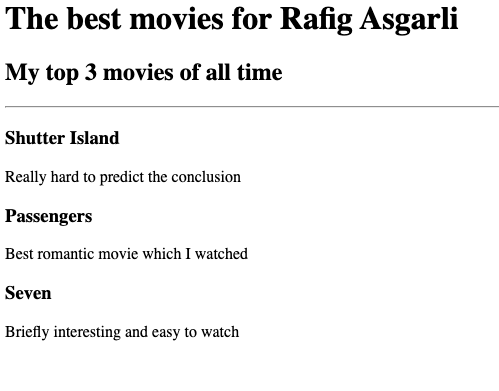 The best movies for Rafig Asgarli
My top 3 movies of all time
Shutter Island
Really hard to predict the conclusion
Passengers
Best romantic movie which I watched
Seven
Briefly interesting and easy to watch